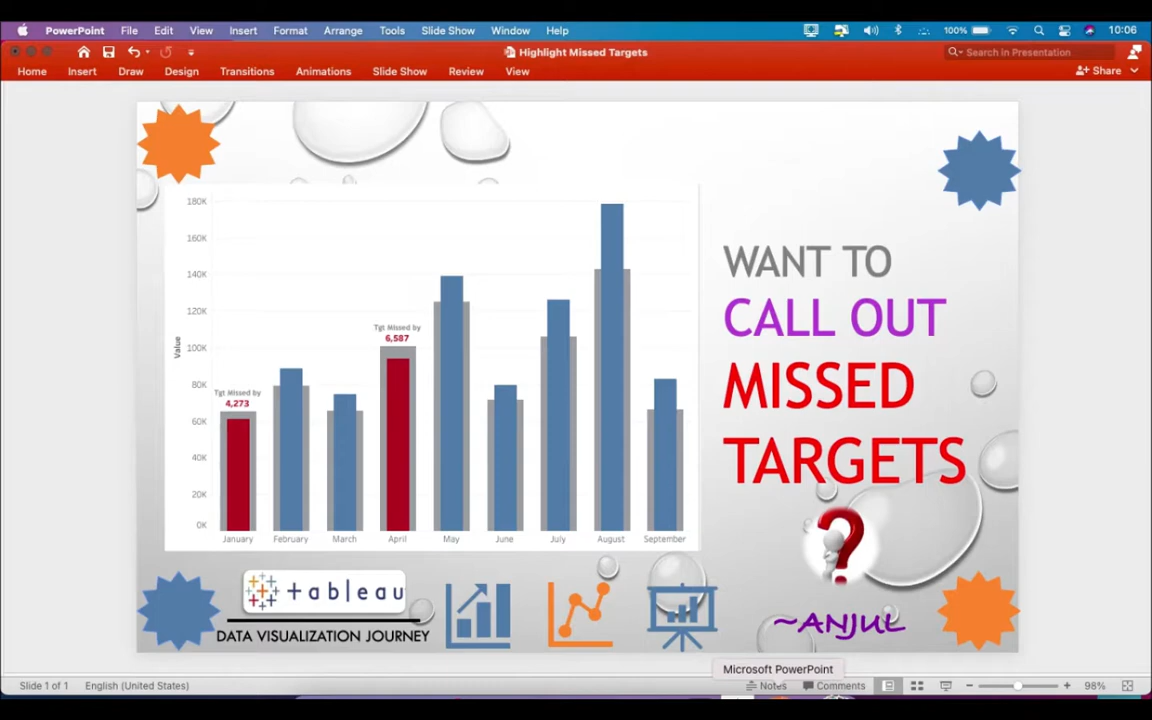 PowerPoint File Edit View Insert Format Arrange Tools Slide Show Window Help 100% 10:06
Highlight Missed Targets Search in Presentation
Home Insert Draw Design Transitions Animations Slide Show Review View Share
180K
160K
140K
120K
100K
80K
60K
40K
20K
0K
Value
Tgt Missed by
4,273
Tgt Missed by
6,587
January February March April May June July August September
WANT TO
CALL OUT
MISSED
TARGETS
?
+ableau
DATA VISUALIZATION JOURNEY
~ANJUL
Microsoft PowerPoint
Slide 1 of 1 English (United States) Notes Comments 98%